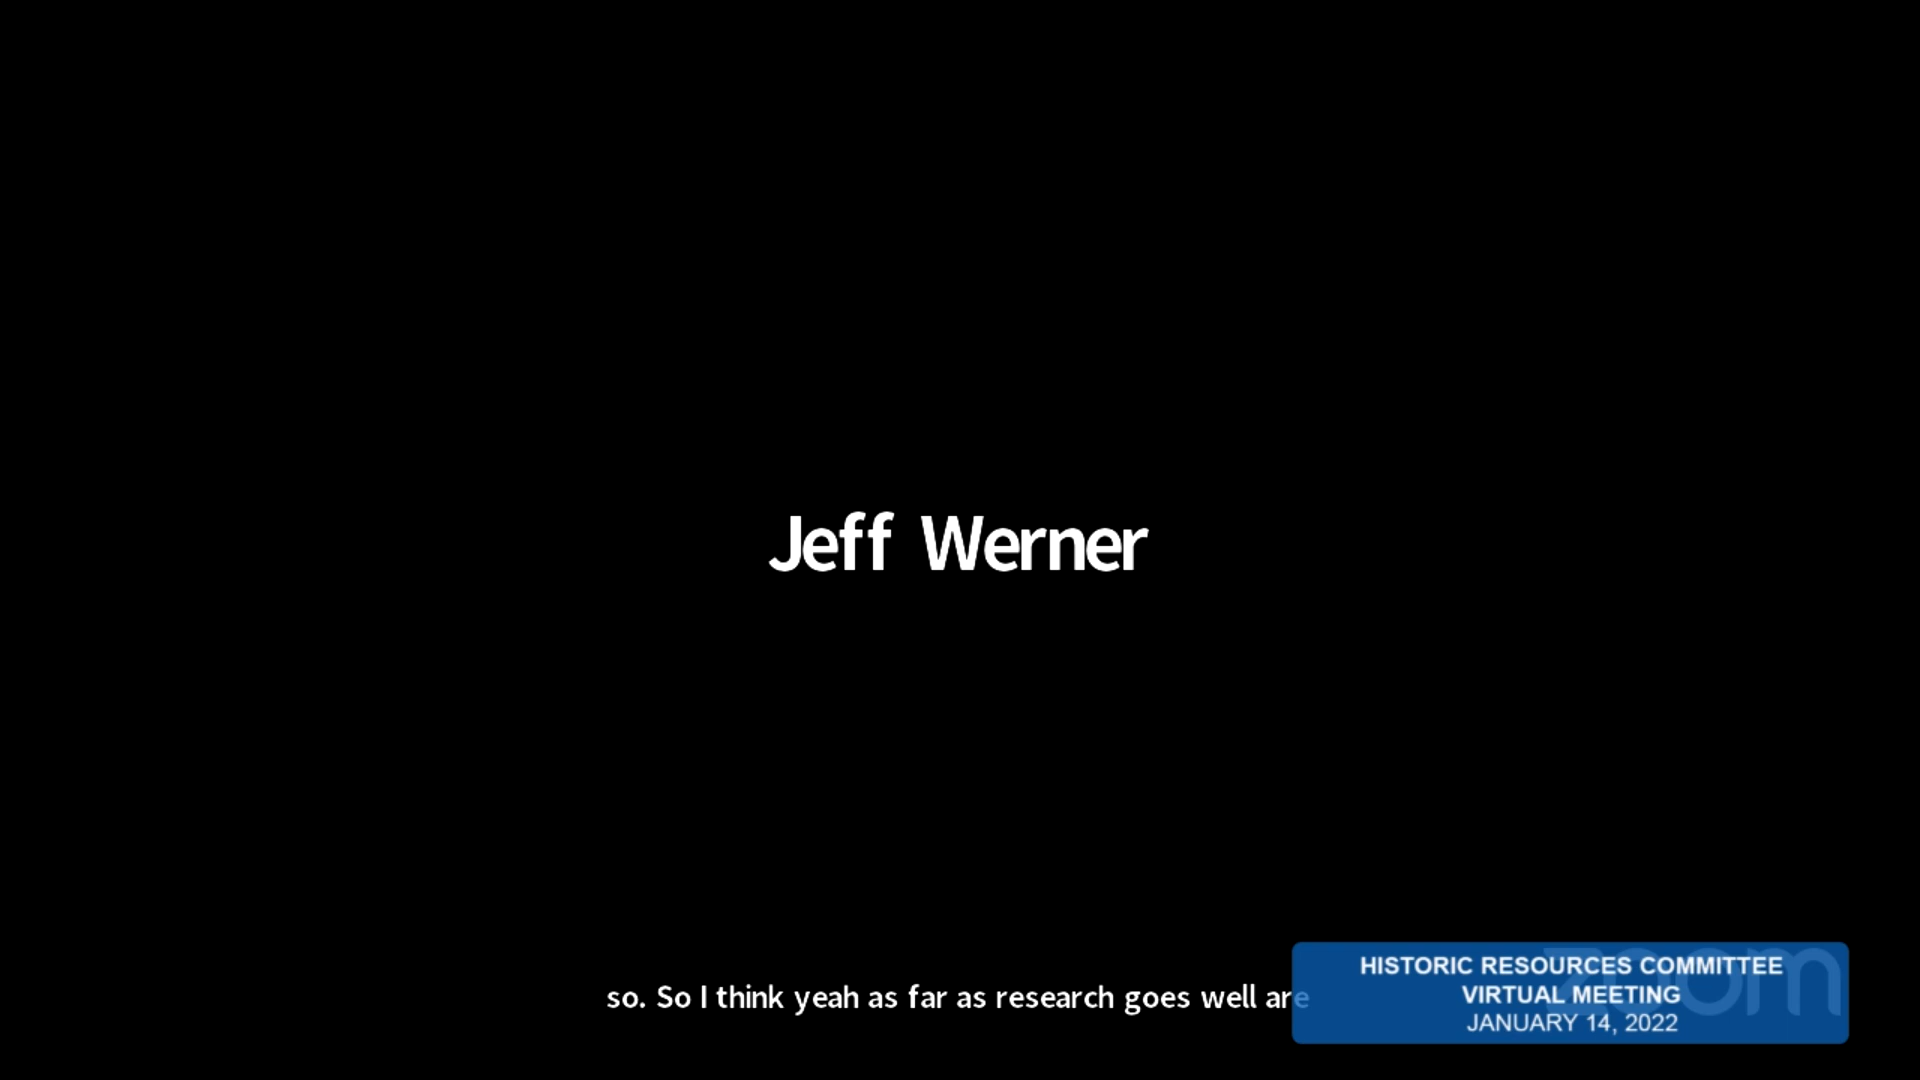 Jeff Werner
so. So I think yeah as far as research goes well are
zoom
HISTORIC RESOURCES COMMITTEE
VIRTUAL MEETING
JANUARY 14, 2022